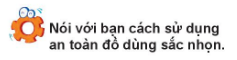 Nói với bạn cách sử dụng
an toàn đồ dùng sắc nhọn.